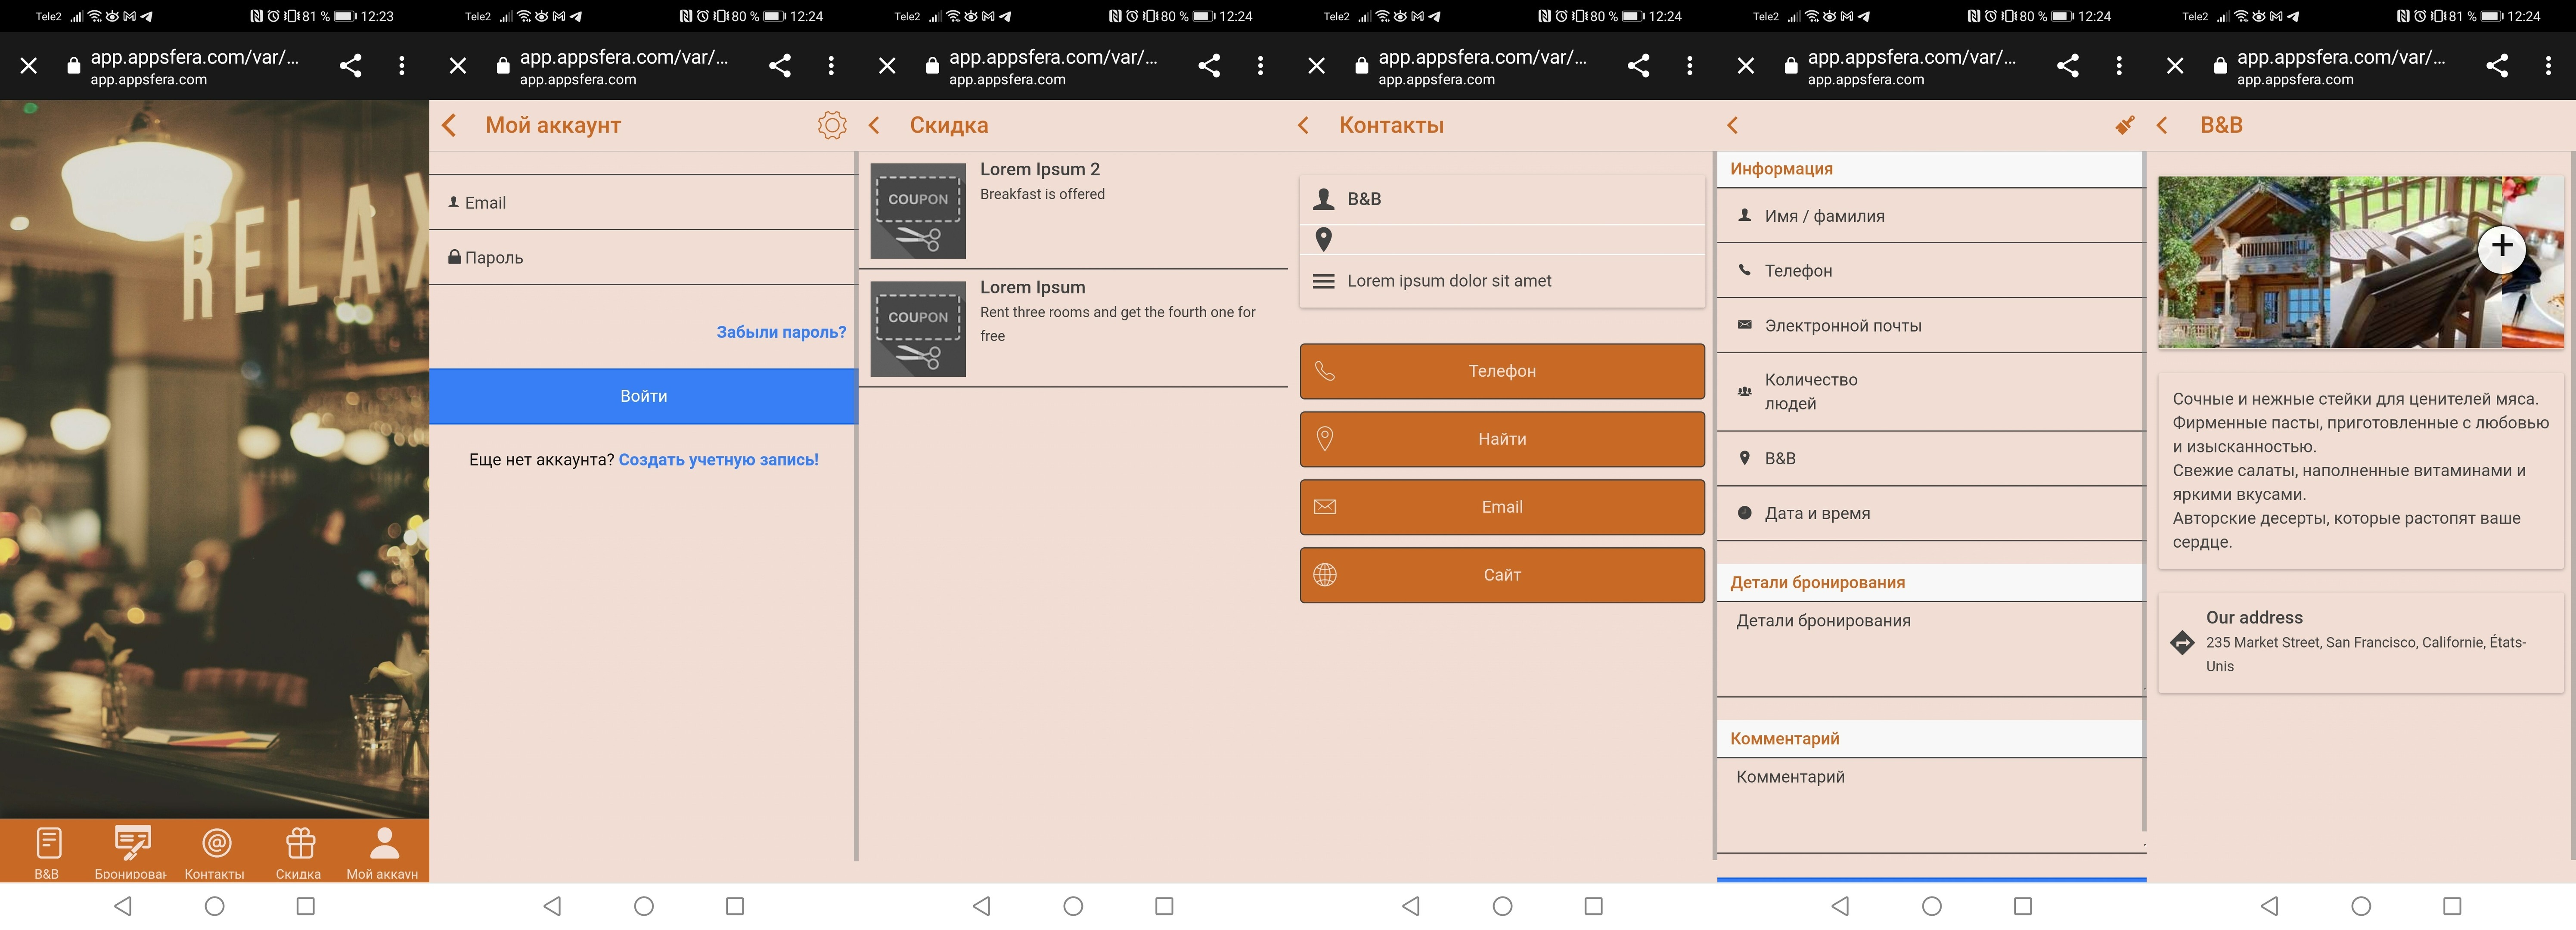 Tele2
81 %
12:23
app.appsfera.com/var/...
app.appsfera.com
RELAX
B&B
Бронирован
Контакты
Скидка
Мой аккаун
Tele2
80 %
12:24
app.appsfera.com/var/...
app.appsfera.com
Мой аккаунт
Email
Пароль
Забыли пароль?
Войти
Еще нет аккаунта? Создать учетную запись!
Tele2
80 %
12:24
app.appsfera.com/var/...
app.appsfera.com
Скидка
COUPON
Lorem Ipsum 2
Breakfast is offered
COUPON
Lorem Ipsum
Rent three rooms and get the fourth one for
free
Tele2
80 %
12:24
app.appsfera.com/var/...
app.appsfera.com
Контакты
B&B
Lorem ipsum dolor sit amet
Телефон
Найти
Email
Сайт
Tele2
80 %
12:24
app.appsfera.com/var/...
app.appsfera.com
Информация
Имя / фамилия
Телефон
Электронной почты
Количество
людей
B&B
Дата и время
Детали бронирования
Детали бронирования
Комментарий
Комментарий
Tele2
81 %
12:24
app.appsfera.com/var/...
app.appsfera.com
B&B
Сочные и нежные стейки для ценителей мяса.
Фирменные пасты, приготовленные с любовью
и изысканностью.
Свежие салаты, наполненные витаминами и
яркими вкусами.
Авторские десерты, которые растопят ваше
сердце.
Our address
235 Market Street, San Francisco, Californie, États-
Unis